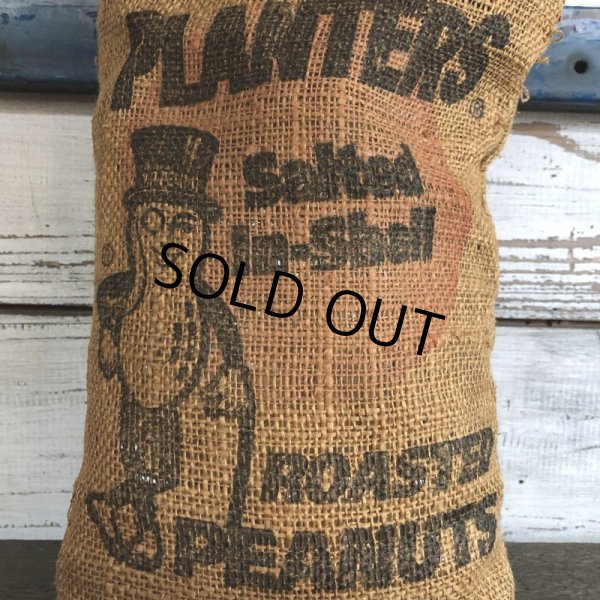 PLANTERS®
Salted
In-Shell
SOLD OUT
ROASTED
PEANUTS